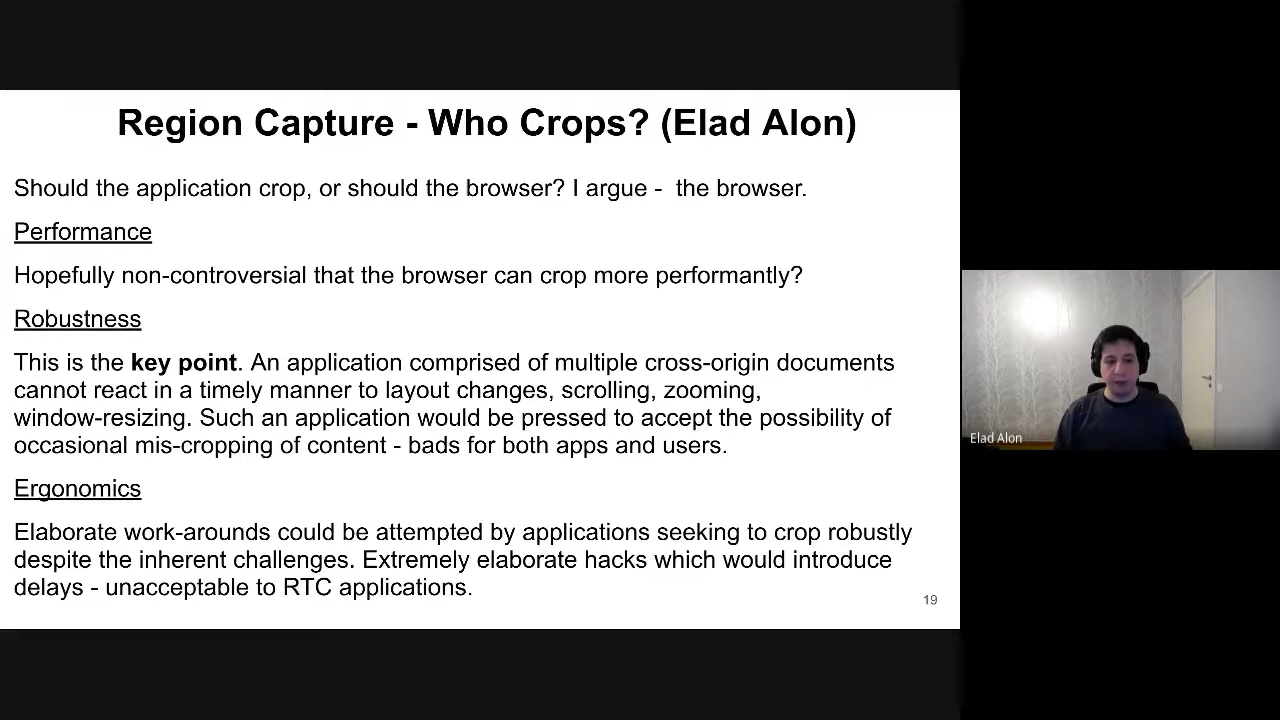 Region Capture - Who Crops? (Elad Alon)
Should the application crop, or should the browser? I argue -  the browser.
Performance
Hopefully non-controversial that the browser can crop more performantly?
Robustness
This is the key point. An application comprised of multiple cross-origin documents
cannot react in a timely manner to layout changes, scrolling, zooming,
window-resizing. Such an application would be pressed to accept the possibility of
occasional mis-cropping of content - bads for both apps and users.
Ergonomics
Elaborate work-arounds could be attempted by applications seeking to crop robustly
despite the inherent challenges. Extremely elaborate hacks which would introduce
delays - unacceptable to RTC applications.
19
Elad Alon